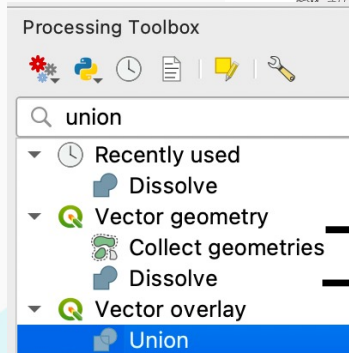 Processing Toolbox
union
Recently used
Dissolve
Vector geometry
Collect geometries
Dissolve
Vector overlay
Union